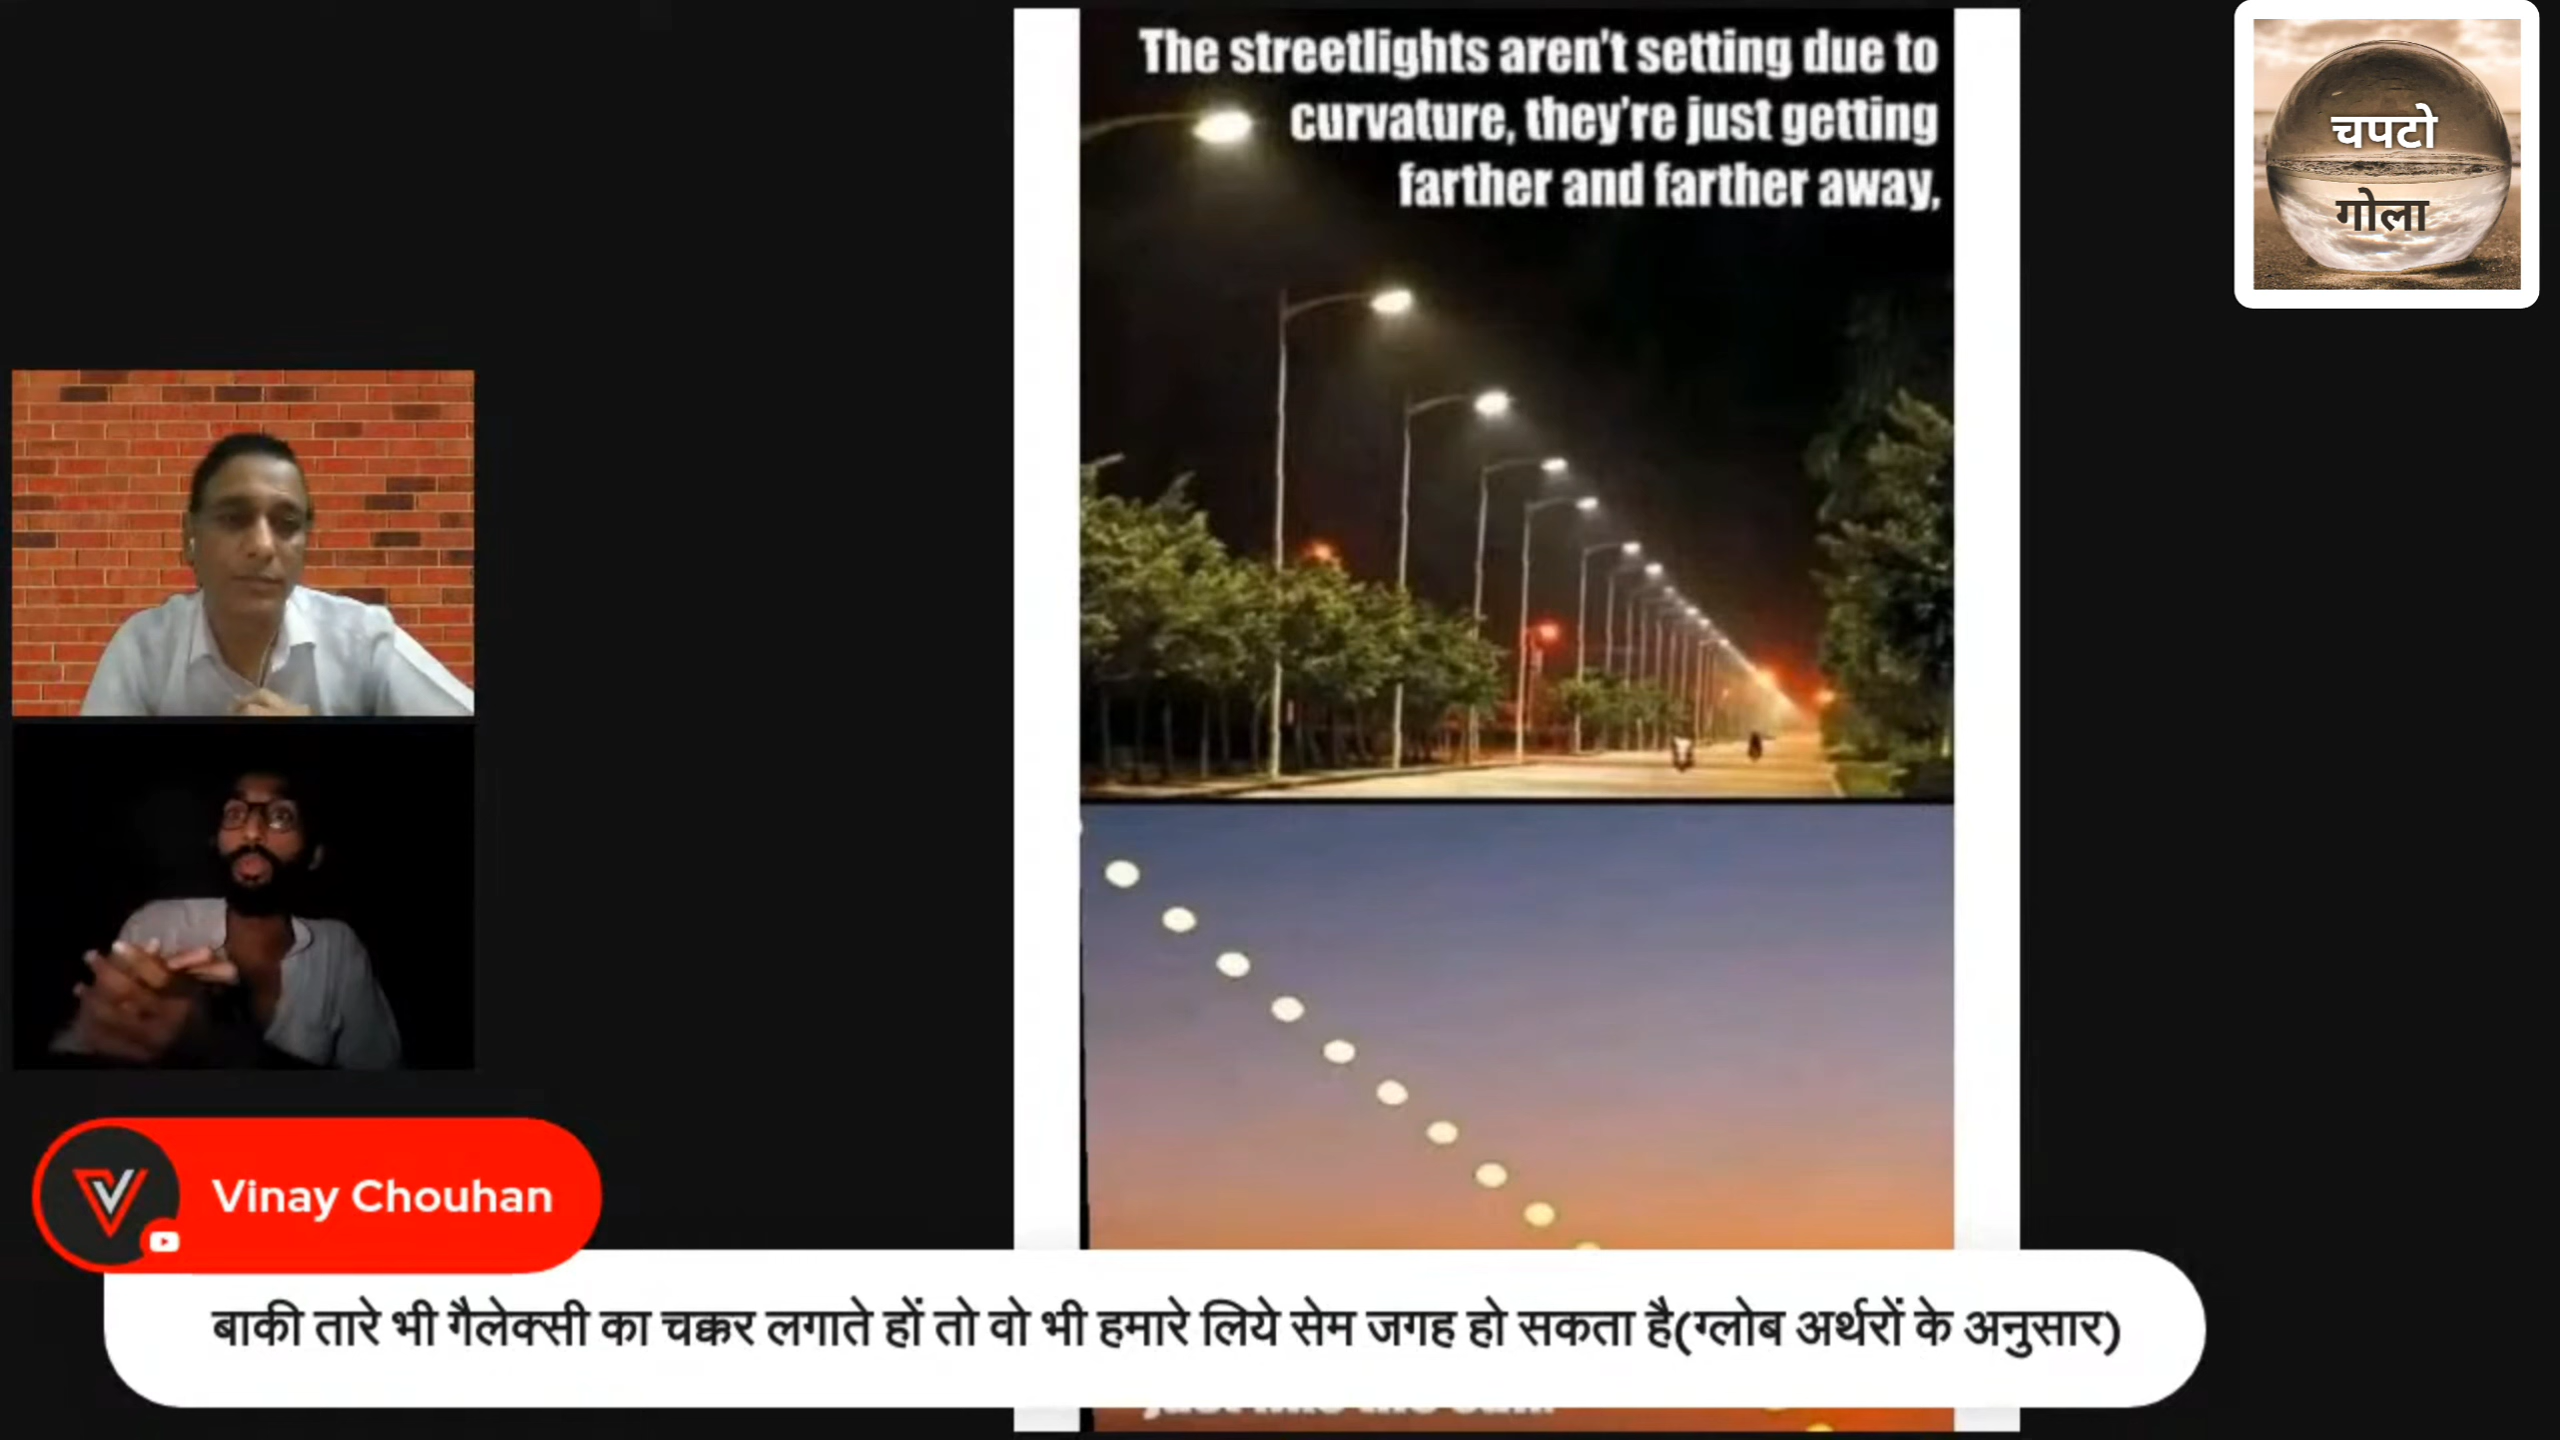 The streetlights aren't setting due to
curvature, they're just getting
farther and farther away,
चपटो
गोला
Vinay Chouhan
बाकी तारे भी गैलेक्सी का चक्कर लगाते हों तो वो भी हमारे लिये सेम जगह हो सकता है(ग्लोब अर्थरों के अनुसार)